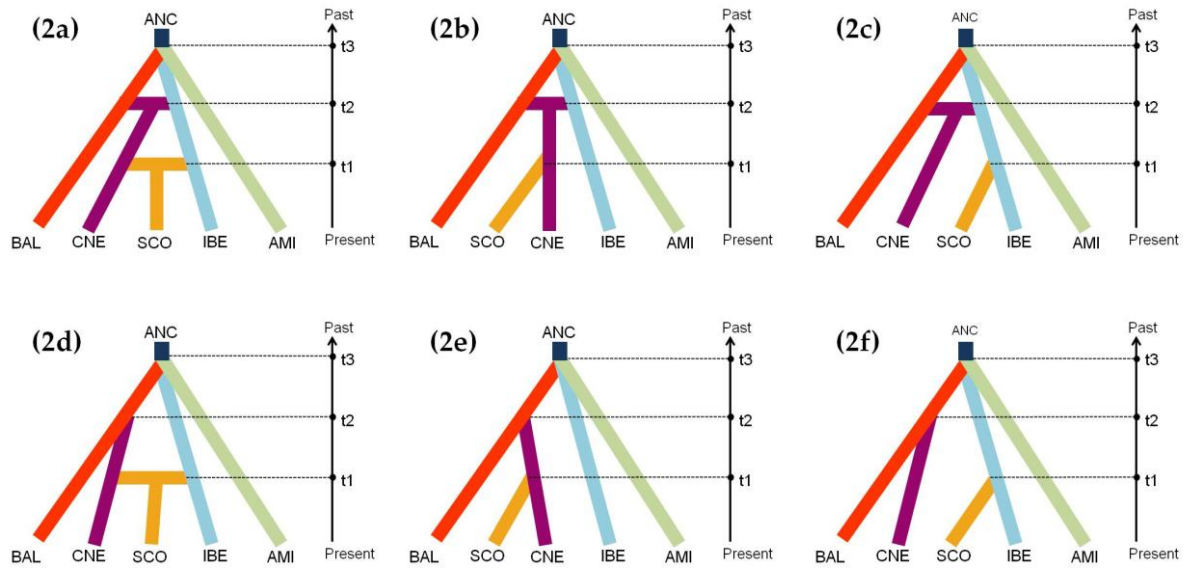 (2a)
ANC
Past
t3
t2
t1
BAL CNE SCO IBE AMI Present
(2b)
ANC
Past
t3
t2
t1
BAL SCO CNE IBE AMI Present
(2c)
ANC
Past
t3
t2
t1
BAL CNE SCO IBE AMI Present
(2d)
ANC
Past
t3
t2
t1
BAL CNE SCO IBE AMI Present
(2e)
ANC
Past
t3
t2
t1
BAL SCO CNE IBE AMI Present
(2f)
ANC
Past
t3
t2
t1
BAL CNE SCO IBE AMI Present